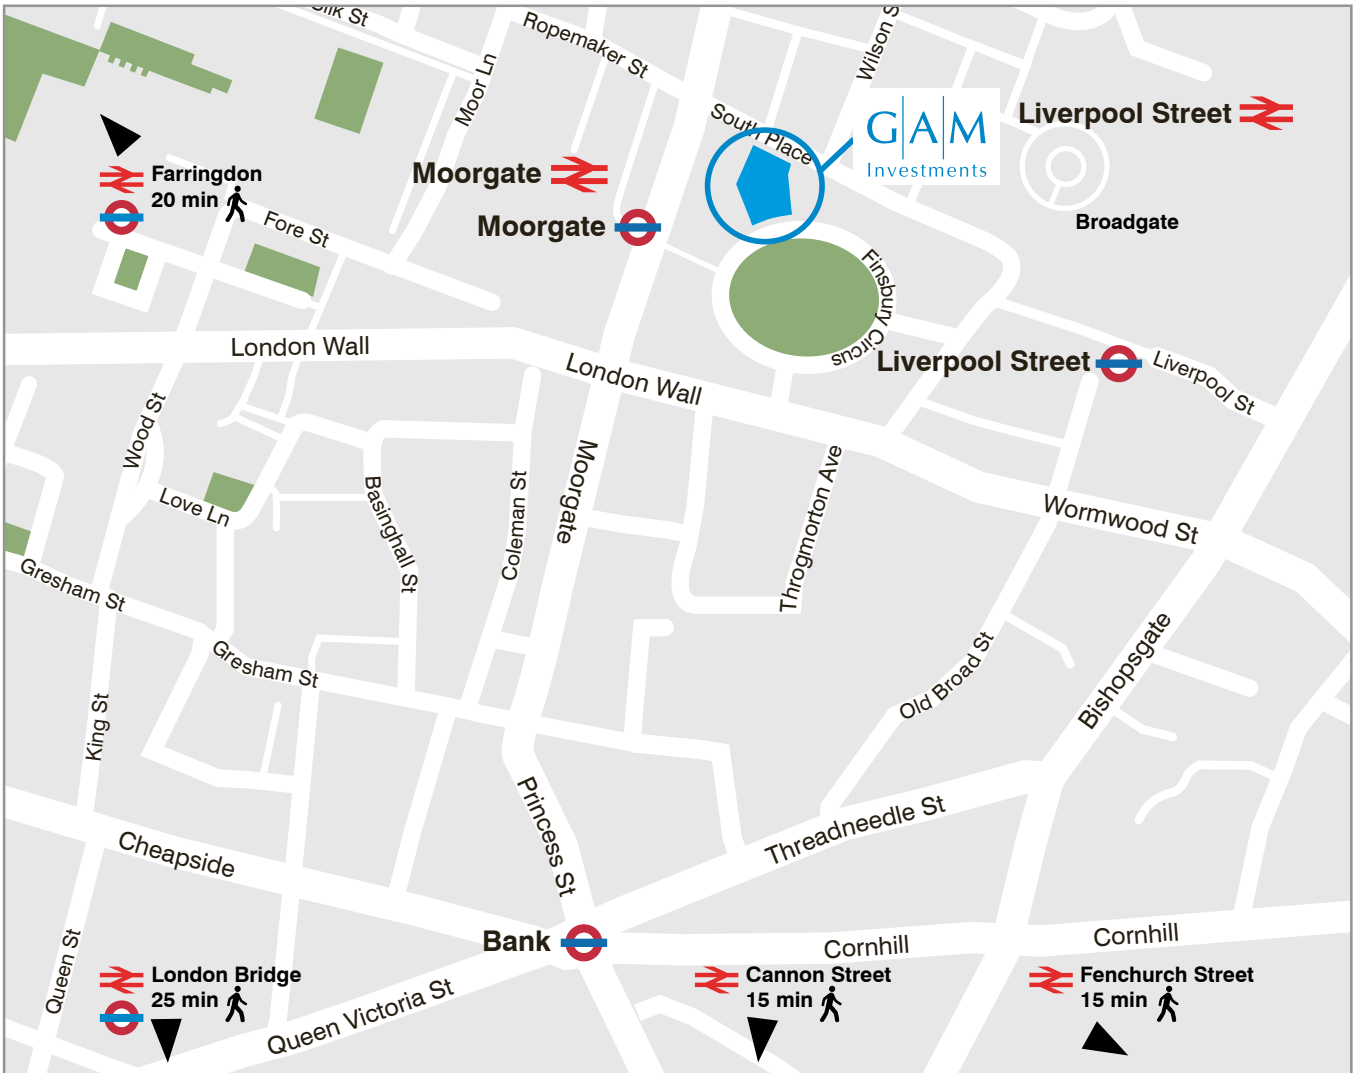 Silk St
Ropemaker St
Wilson S
Moor Ln
South Place
GAM
Investments
Liverpool Street
Moorgate
Farringdon
20 min
Moorgate
Broadgate
Fore St
Finsbury Circus
London Wall
London Wall
Liverpool Street
Liverpool St
Wood St
Moorgate
Throgmorton Ave
Coleman St
Basinghall St
Love Ln
Wormwood St
Gresham St
Gresham St
Old Broad St
Bishopsgate
King St
Princess St
Threadneedle St
Cheapside
Bank
Cornhill
Cornhill
Queen St
London Bridge
25 min
Queen Victoria St
Cannon Street
15 min
Fenchurch Street
15 min